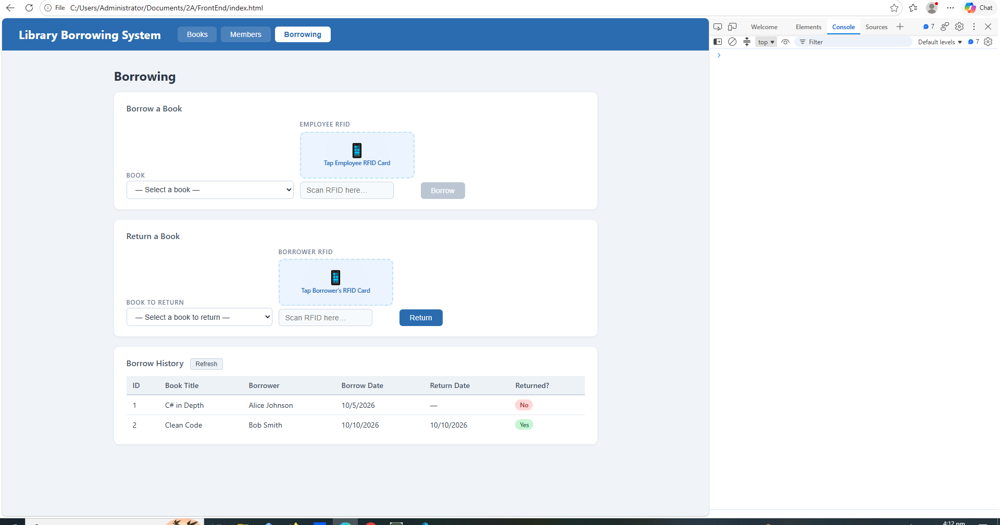 File C:/Users/Administrator/Documents/2A/FrontEnd/index.html
Chat
Library Borrowing System
Books
Members
Borrowing
Welcome
Elements
Console
Sources
7
top
Filter
Default levels
7
Borrowing
Borrow a Book
EMPLOYEE RFID
Tap Employee RFID Card
BOOK
— Select a book —
Scan RFID here...
Borrow
Return a Book
BORROWER RFID
Tap Borrower's RFID Card
BOOK TO RETURN
— Select a book to return —
Scan RFID here...
Return
Borrow History
Refresh
ID Book Title Borrower Borrow Date Return Date Returned?
1 C# in Depth Alice Johnson 10/5/2026 — No
2 Clean Code Bob Smith 10/10/2026 10/10/2026 Yes
4:12 pm